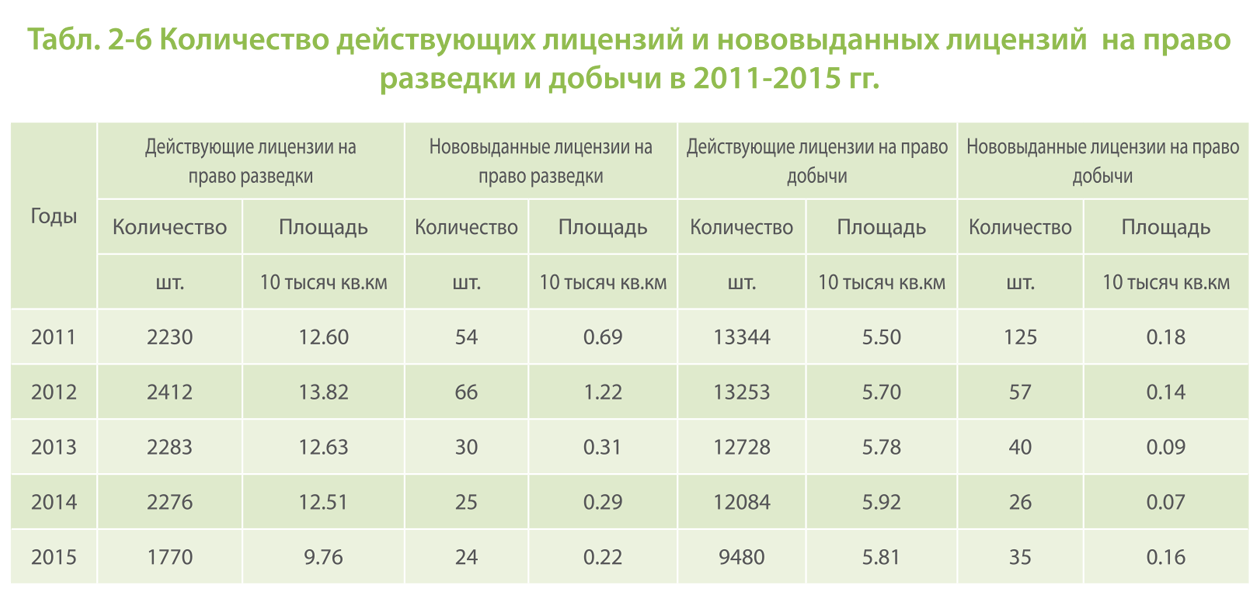 Табл. 2-6 Количество действующих лицензий и нововыданных лицензий на право
разведки и добычи в 2011-2015 гг.
Годы
Действующие лицензии на
право разведки
Нововыданные лицензии на
право разведки
Действующие лицензии на право
добычи
Нововыданные лицензии на право
добычи
Количество Площадь Количество Площадь Количество Площадь Количество Площадь
шт. 10 тысяч кв.км шт. 10 тысяч кв.км шт. 10 тысяч кв.км шт. 10 тысяч кв.км
2011 2230 12.60 54 0.69 13344 5.50 125 0.18
2012 2412 13.82 66 1.22 13253 5.70 57 0.14
2013 2283 12.63 30 0.31 12728 5.78 40 0.09
2014 2276 12.51 25 0.29 12084 5.92 26 0.07
2015 1770 9.76 24 0.22 9480 5.81 35 0.16